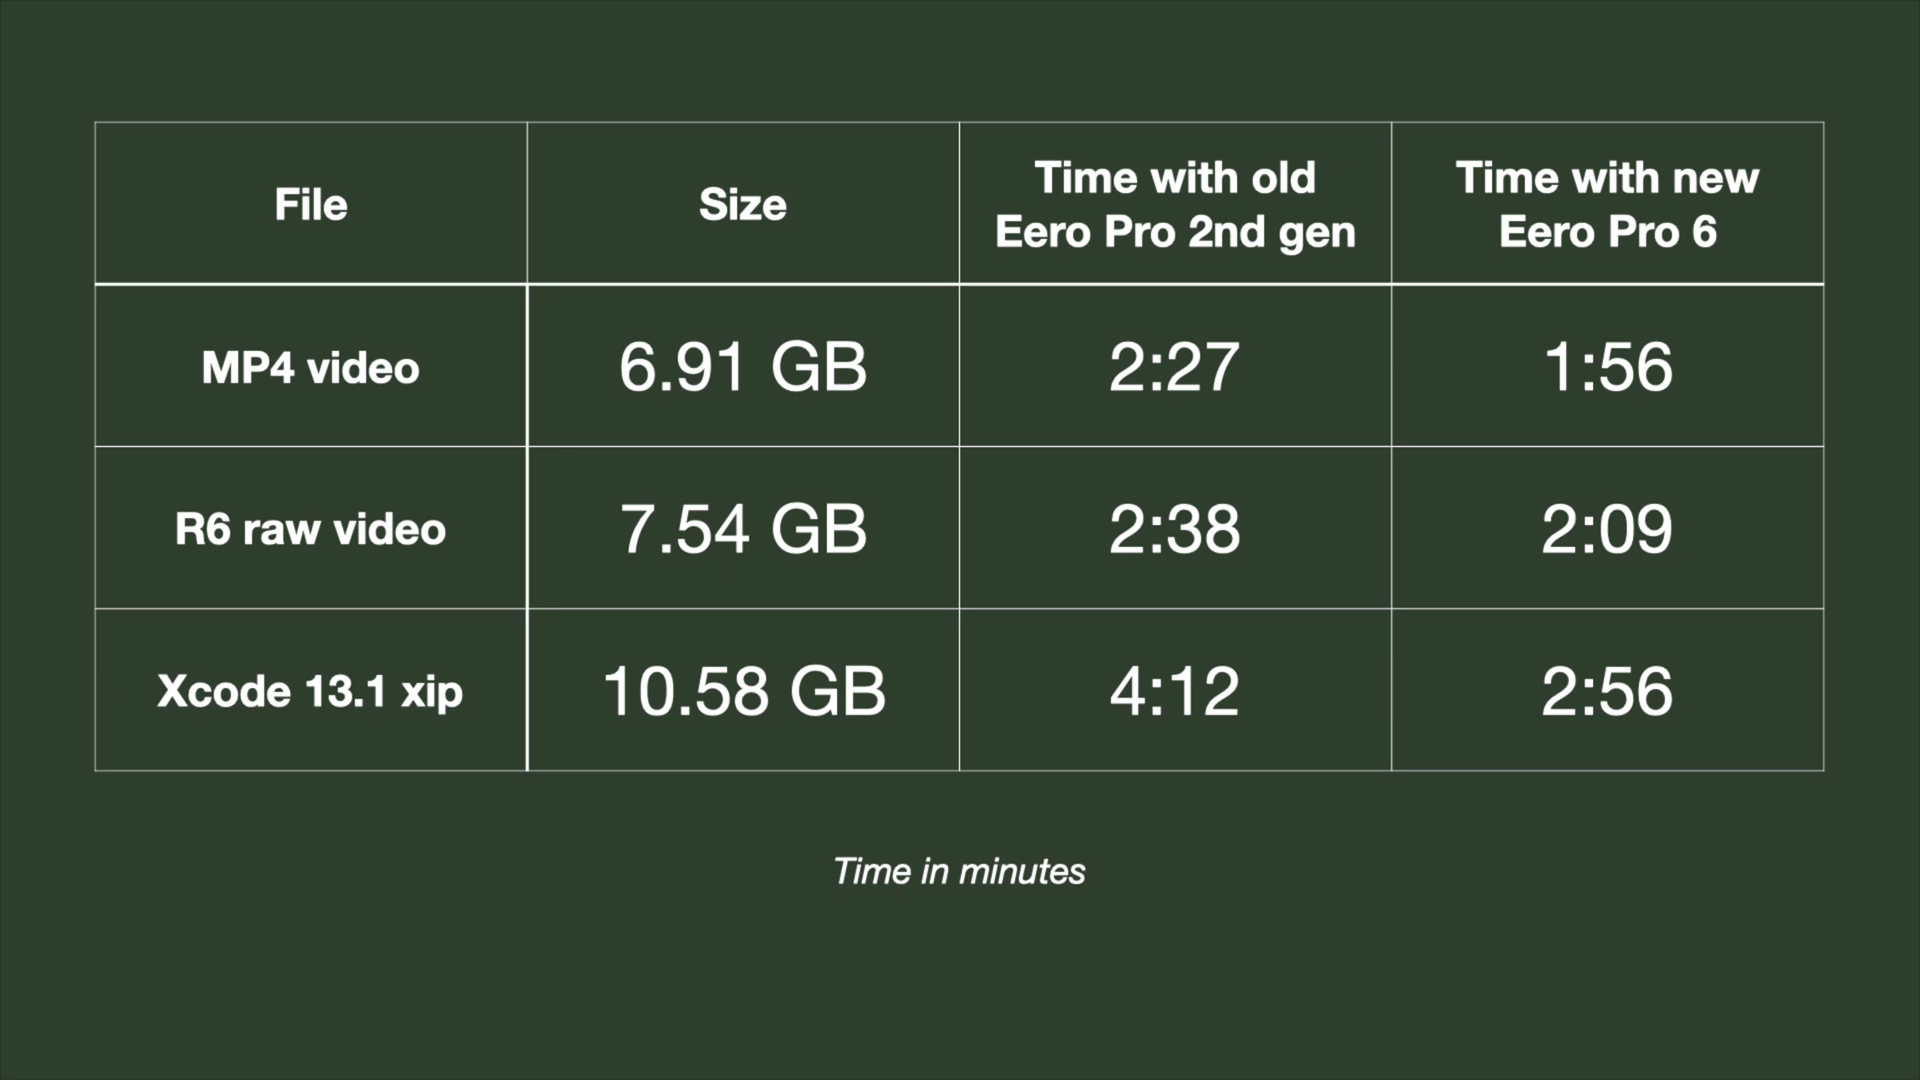 File
Size
Time with old
Eero Pro 2nd gen
Time with new
Eero Pro 6
MP4 video
6.91 GB
2:27
1:56
R6 raw video
7.54 GB
2:38
2:09
Xcode 13.1 xip
10.58 GB
4:12
2:56
Time in minutes